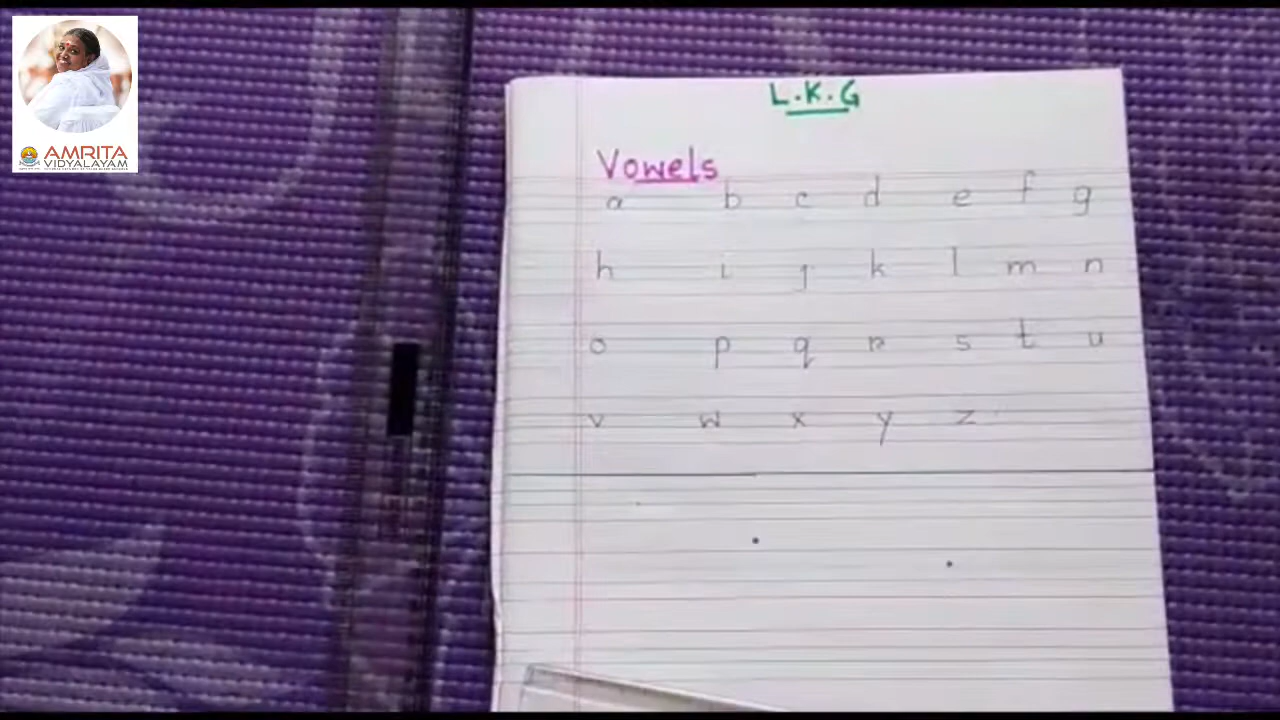 AMRITA
VIDYALAYAM
L.K.G
Vowels
a b c d e f g
h i j k l m n
o p q r s t u
v w x y z